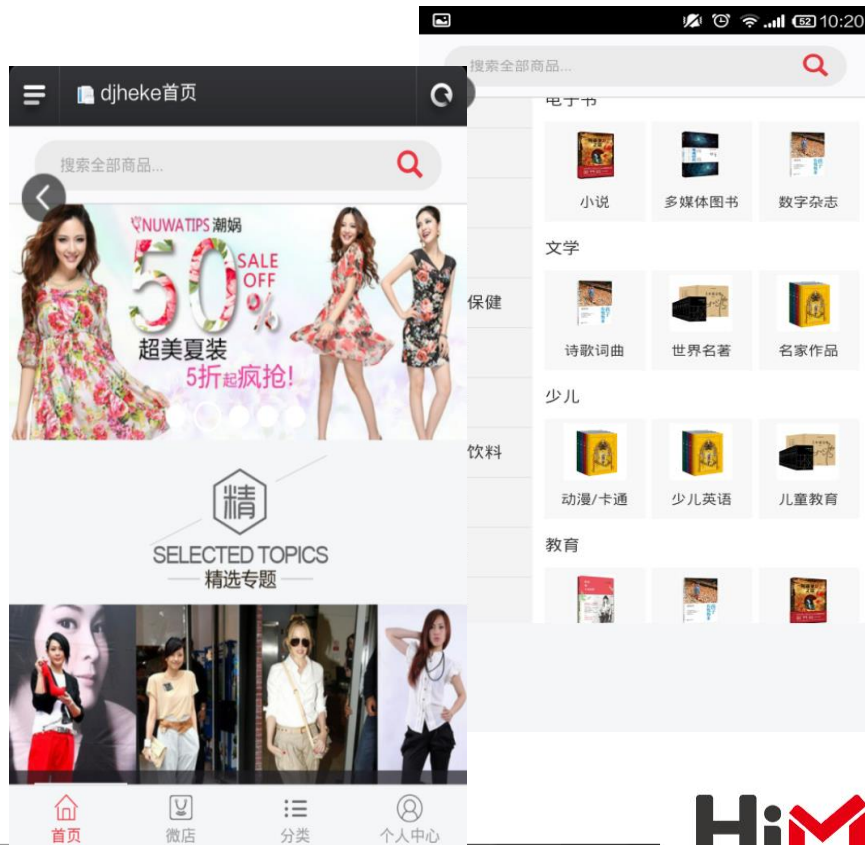 djheke首页
搜索全部商品...
NUWATIPS 潮娲
50%
SALE
OFF
超美夏装
5折起疯抢!
精
SELECTED TOPICS
精选专题
首页
微店
分类
个人中心
52 10:20
搜索全部商品...
电子书
小说
多媒体图书
数字杂志
文学
保健
诗歌词曲
世界名著
名家作品
少儿
饮料
动漫/卡通
少儿英语
儿童教育
教育
HiM